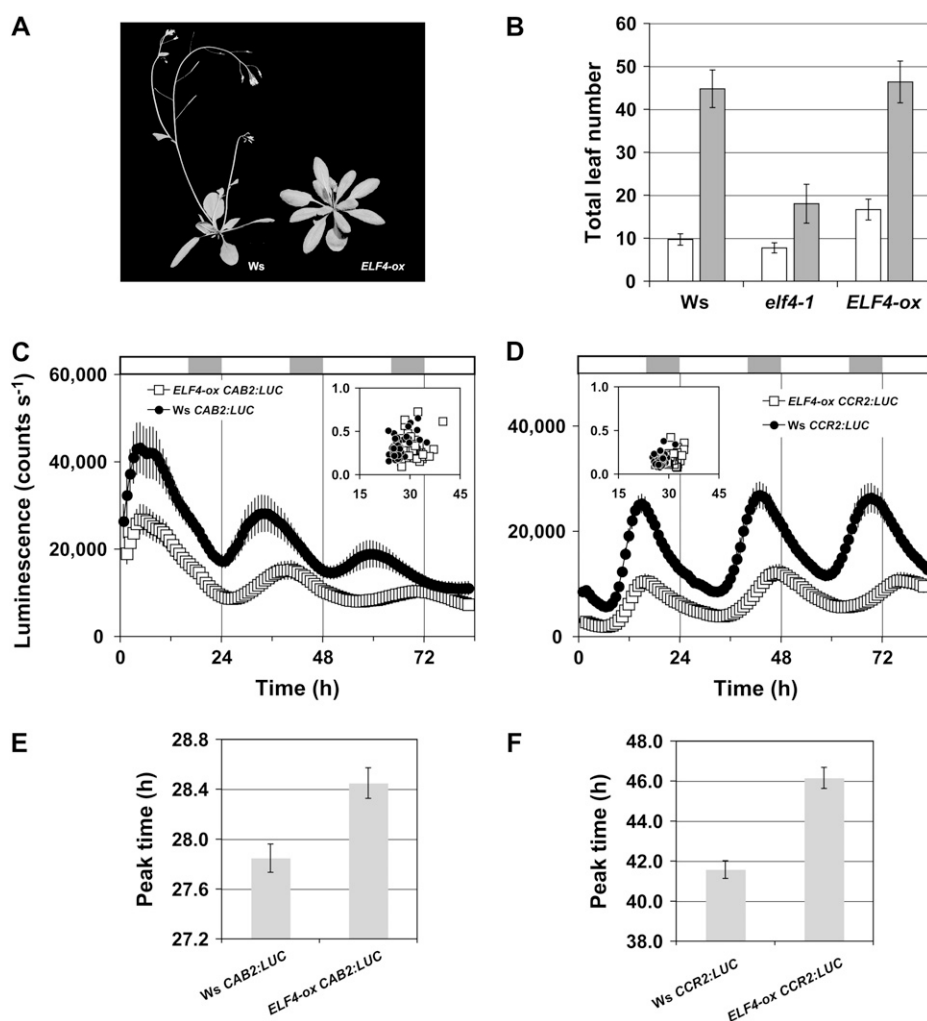 A
Ws
ELF4-ox
B
Total leaf number
60
50
40
30
20
10
0
Ws
elf4-1
ELF4-ox
C
Luminescence (counts s-1)
60,000
40,000
20,000
0
ELF4-ox CAB2:LUC
Ws CAB2:LUC
1.0
0.5
0.0
15
30
45
0
24
48
72
Time (h)
D
60,000
40,000
20,000
0
ELF4-ox CCR2:LUC
Ws CCR2:LUC
1.0
0.5
0.0
15
30
45
0
24
48
72
Time (h)
E
Peak time (h)
28.8
28.4
28.0
27.6
27.2
Ws CAB2:LUC
ELF4-ox CAB2:LUC
F
Peak time (h)
48.0
46.0
44.0
42.0
40.0
38.0
Ws CCR2:LUC
ELF4-ox CCR2:LUC